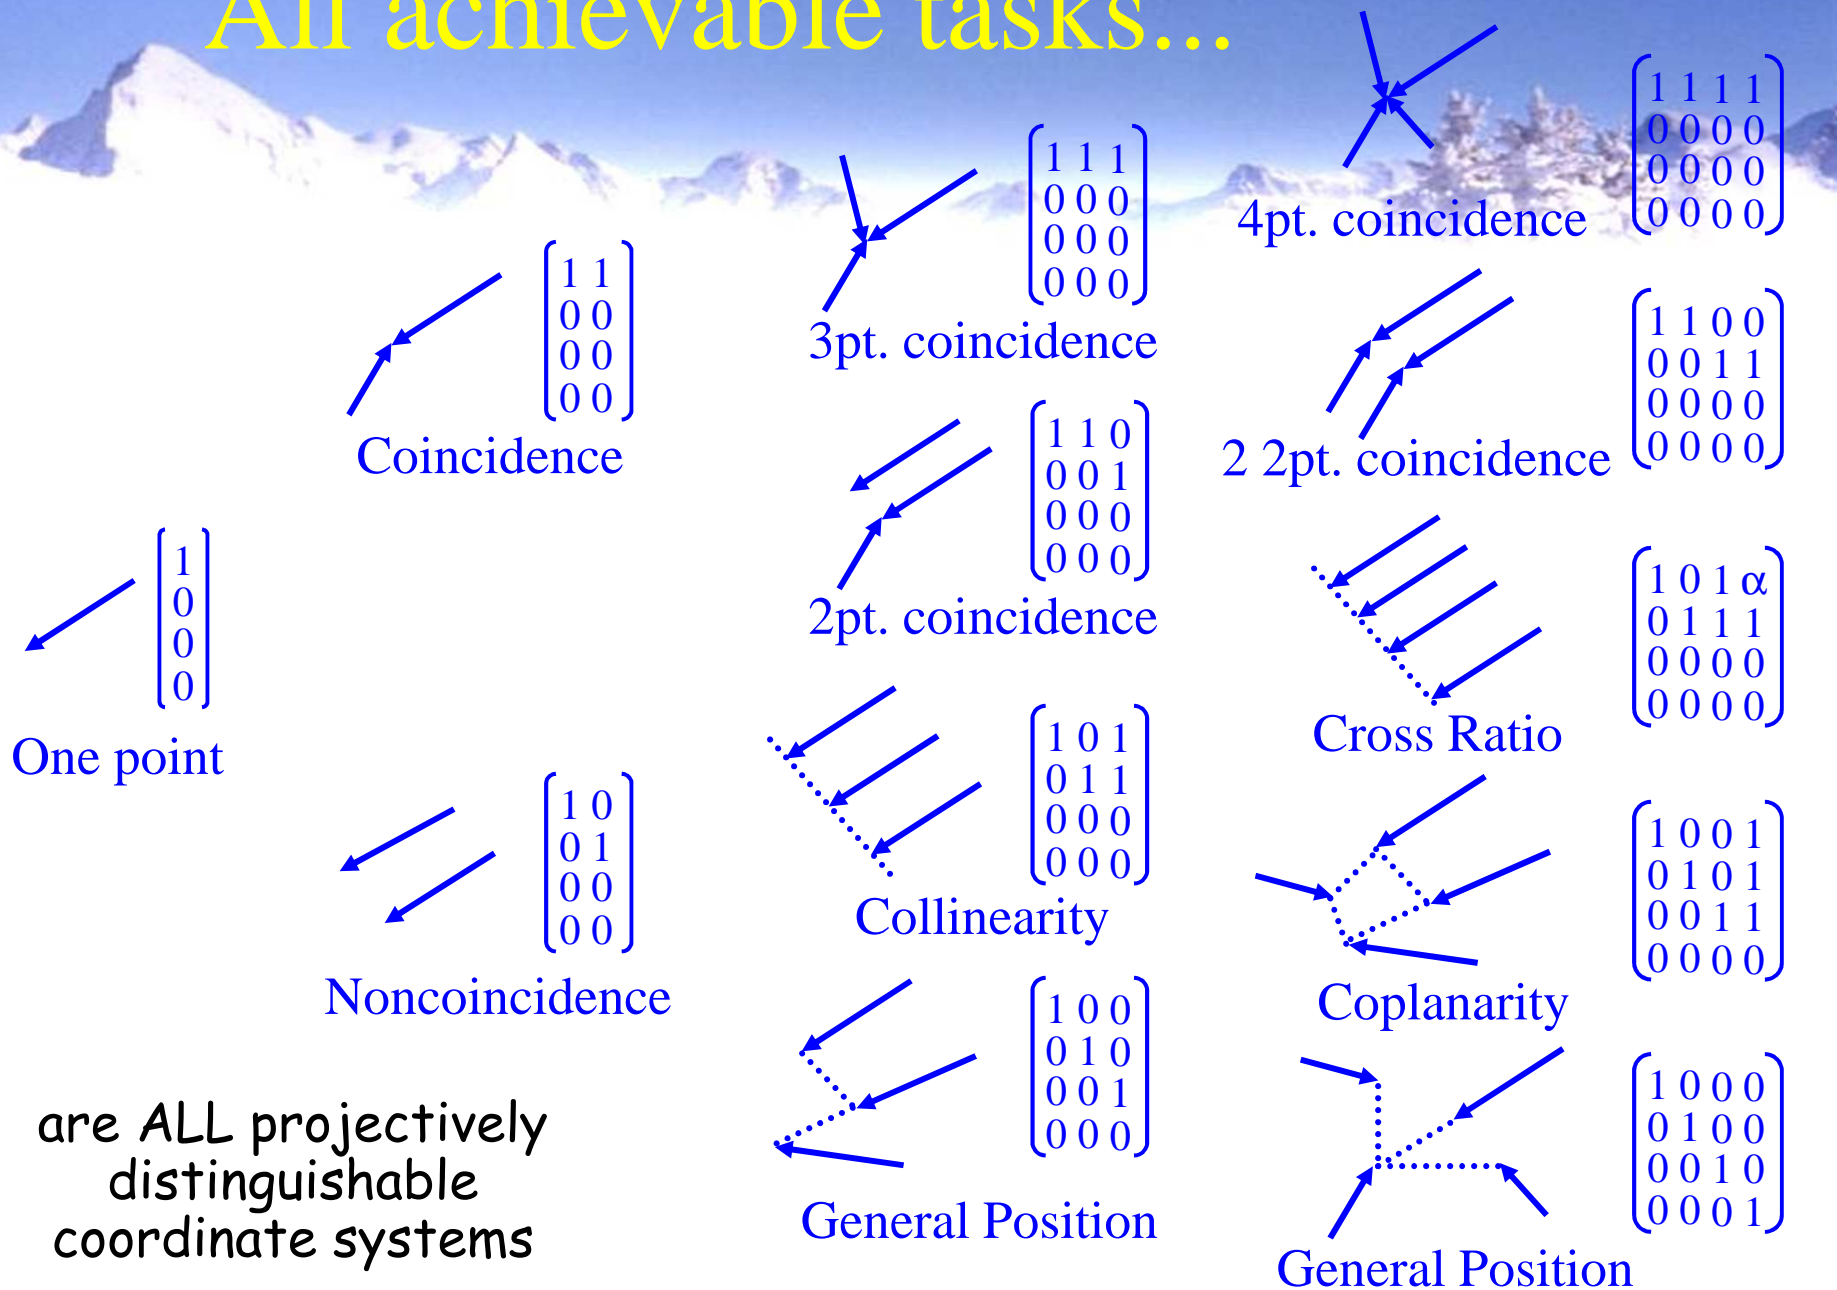 All achievable tasks...
1
0
0
0
One point
1 1
0 0
0 0
0 0
Coincidence
1 0
0 1
0 0
0 0
Noncoincidence
1 1 1
0 0 0
0 0 0
0 0 0
3pt. coincidence
1 1 0
0 0 1
0 0 0
0 0 0
2pt. coincidence
1 0 1
0 1 1
0 0 0
0 0 0
Collinearity
1 0 0
0 1 0
0 0 1
0 0 0
General Position
1 1 1 1
0 0 0 0
0 0 0 0
0 0 0 0
4pt. coincidence
1 1 0 0
0 0 1 1
0 0 0 0
0 0 0 0
2 2pt. coincidence
1 0 1 α
0 1 1 1
0 0 0 0
0 0 0 0
Cross Ratio
1 0 0 1
0 1 0 1
0 0 1 1
0 0 0 0
Coplanarity
1 0 0 0
0 1 0 0
0 0 1 0
0 0 0 1
General Position
are ALL projectively
distinguishable
coordinate systems